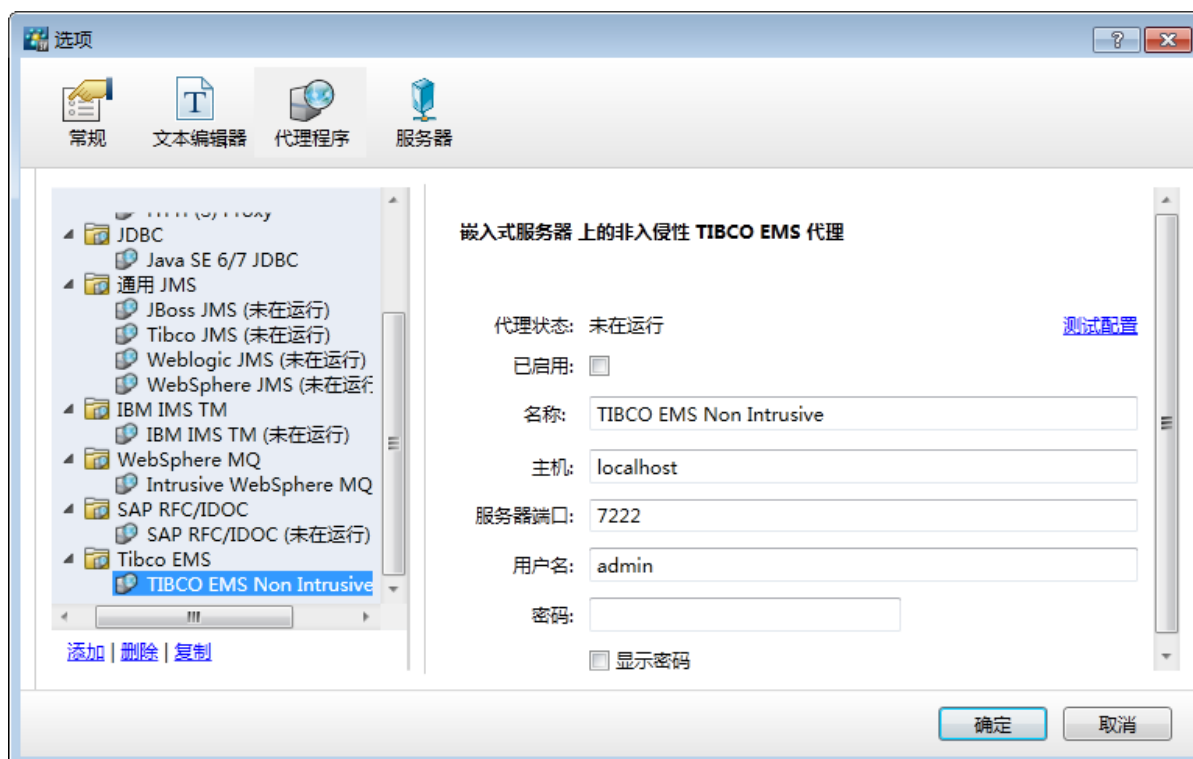 选项
常规
文本编辑器
代理程序
服务器
JDBC
Java SE 6/7 JDBC
通用 JMS
JBoss JMS (未在运行)
Tibco JMS (未在运行)
Weblogic JMS (未在运行)
WebSphere JMS (未在运行
IBM IMS TM
IBM IMS TM (未在运行)
WebSphere MQ
Intrusive WebSphere MQ
SAP RFC/IDOC
SAP RFC/IDOC (未在运行)
Tibco EMS
TIBCO EMS Non Intrusive
添加 | 删除 | 复制
嵌入式服务器 上的非入侵性 TIBCO EMS 代理
代理状态: 未在运行 测试配置
已启用:
名称: TIBCO EMS Non Intrusive
主机: localhost
服务器端口: 7222
用户名: admin
密码:
显示密码
确定 取消